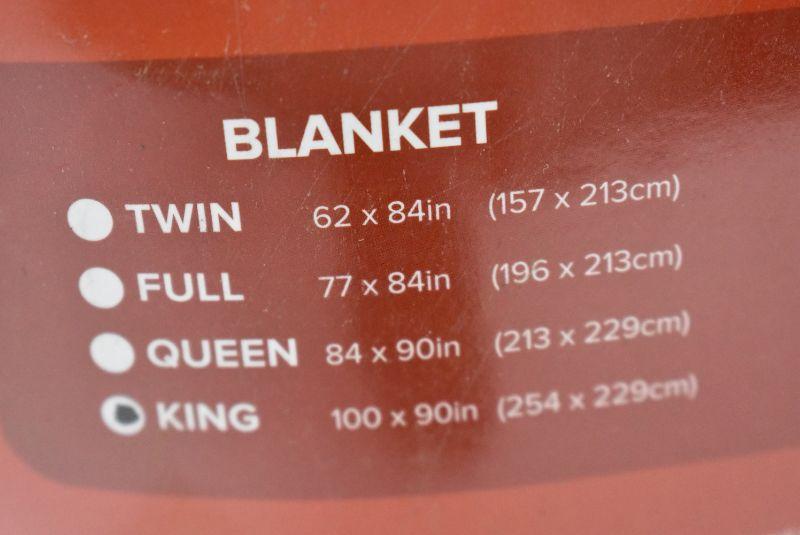 BLANKET
TWIN 62 x 84in (157 x 213cm)
FULL 77 x 84in (196 x 213cm)
QUEEN 84 x 90in (213 x 229cm)
KING 100 x 90in (254 x 229cm)